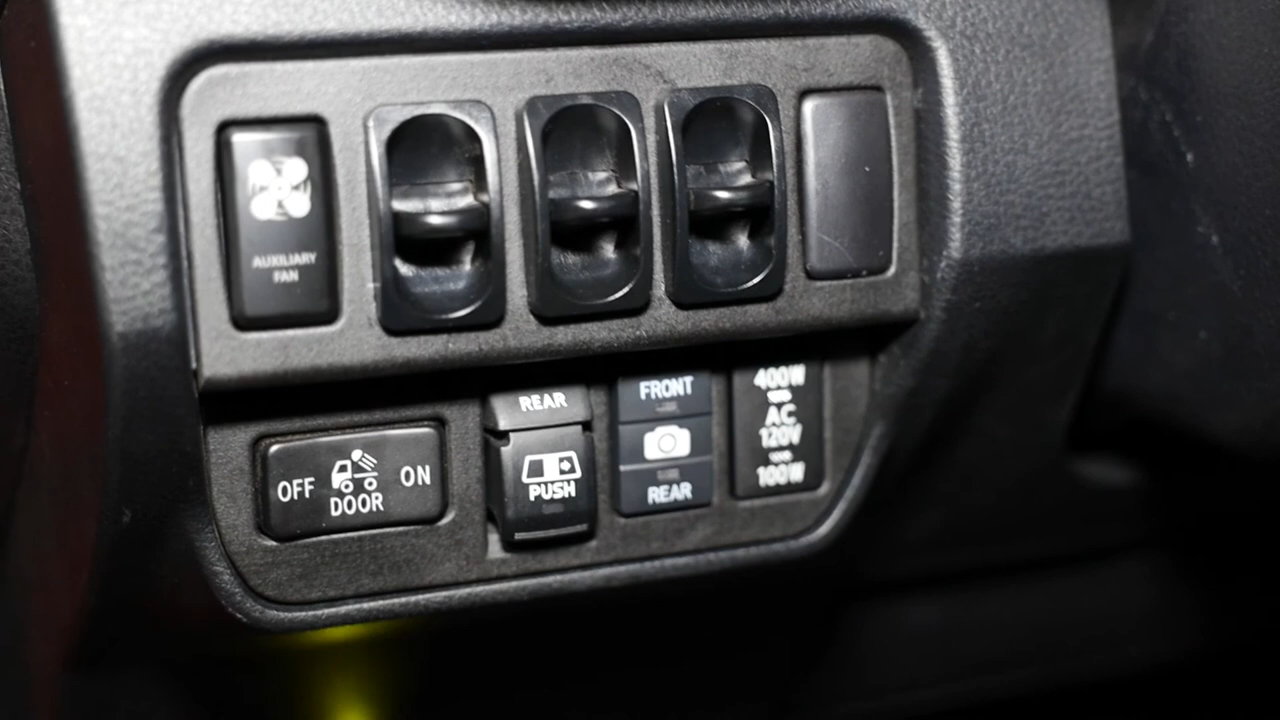 AUXILIARY
FAN
OFF
ON
DOOR
REAR
PUSH
FRONT
REAR
400W
AC
120V
100W